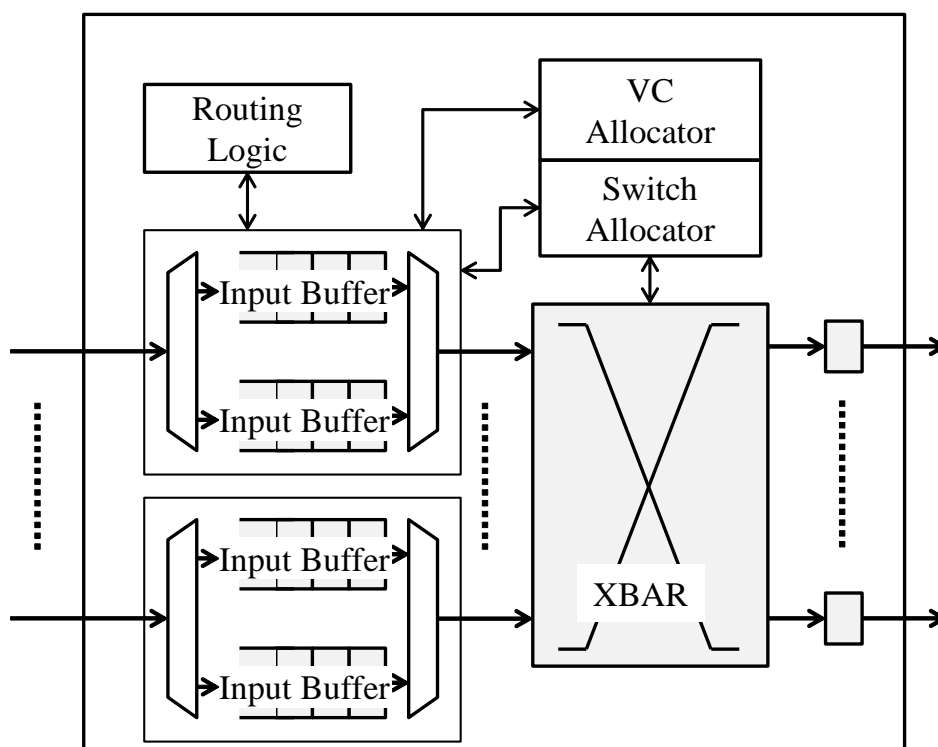 VC
Allocator
Routing
Logic
Switch
Allocator
Input Buffer
Input Buffer
Input Buffer
XBAR
Input Buffer